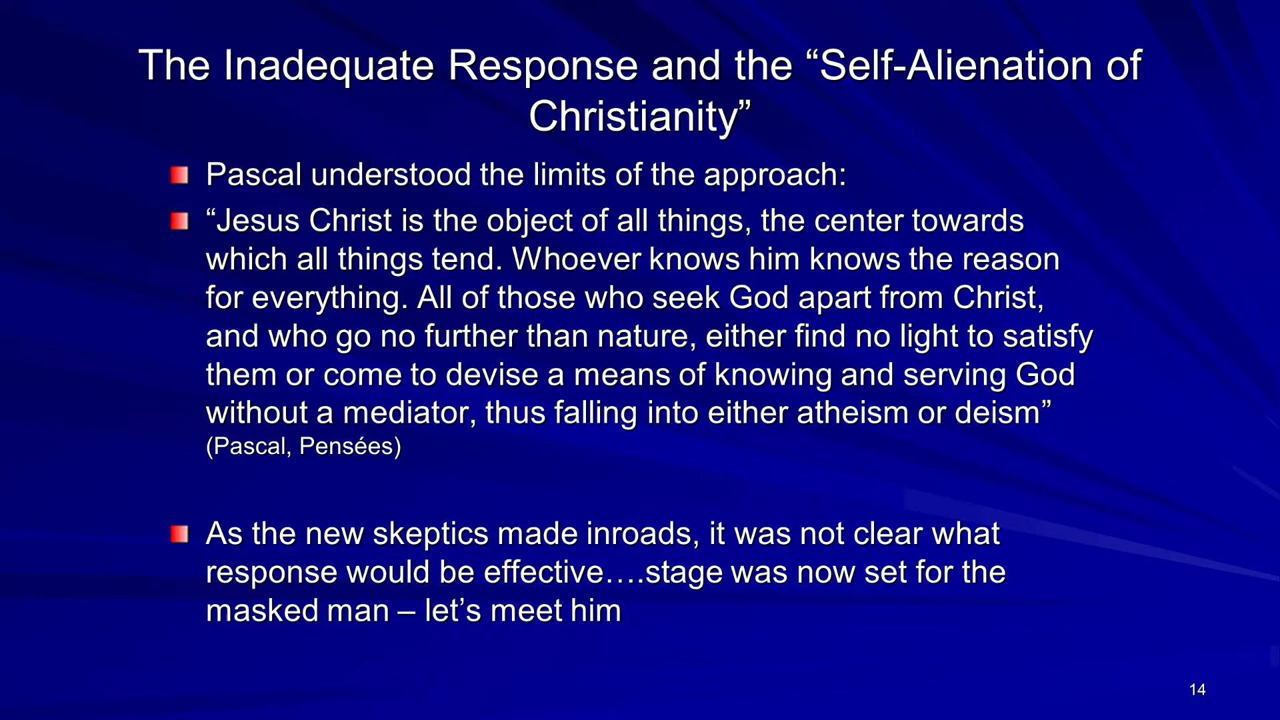 The Inadequate Response and the “Self-Alienation of
Christianity”
Pascal understood the limits of the approach:
“Jesus Christ is the object of all things, the center towards
which all things tend. Whoever knows him knows the reason
for everything. All of those who seek God apart from Christ,
and who go no further than nature, either find no light to satisfy
them or come to devise a means of knowing and serving God
without a mediator, thus falling into either atheism or deism”
(Pascal, Pensées)
As the new skeptics made inroads, it was not clear what
response would be effective….stage was now set for the
masked man – let’s meet him
14